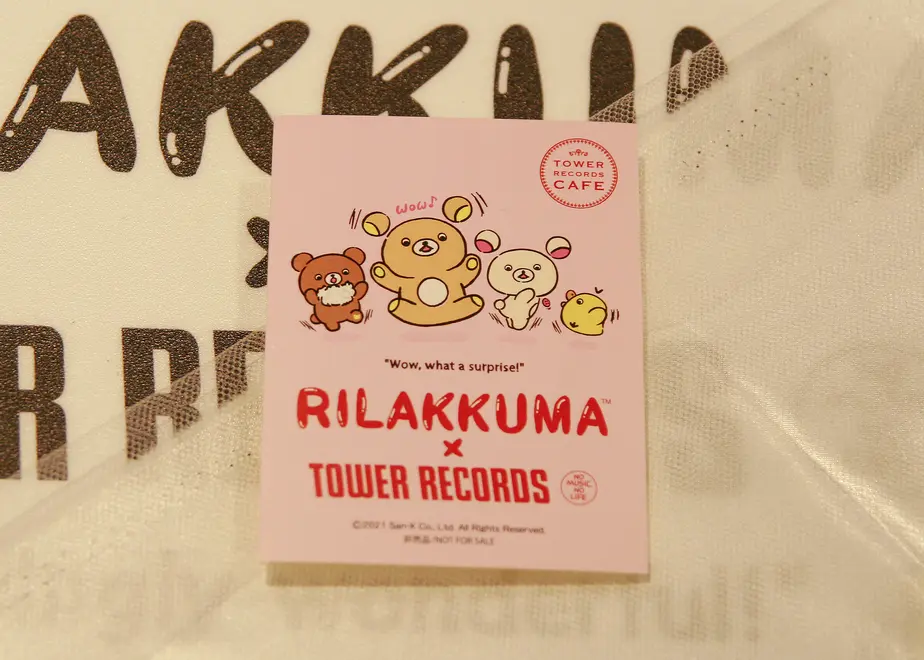 AKKU
×
R RE
TOWER
RECORDS
CAFE
WOW♪
"Wow, what a surprise!"
RILAKKUMA™
×
TOWER RECORDS
NO
MUSIC,
NO
LIFE
©2021 San-X Co., Ltd. All Rights Reserved.
非売品/NOT FOR SALE
wonderful!"